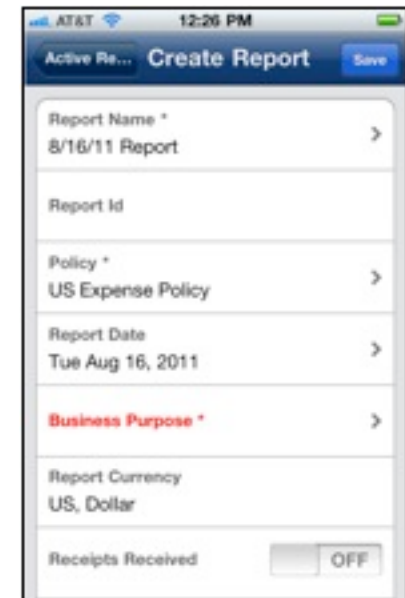 AT&T 12:26 PM
Active Re... Create Report Save
Report Name *
8/16/11 Report
Report Id
Policy *
US Expense Policy
Report Date
Tue Aug 16, 2011
Business Purpose *
Report Currency
US, Dollar
Receipts Received OFF